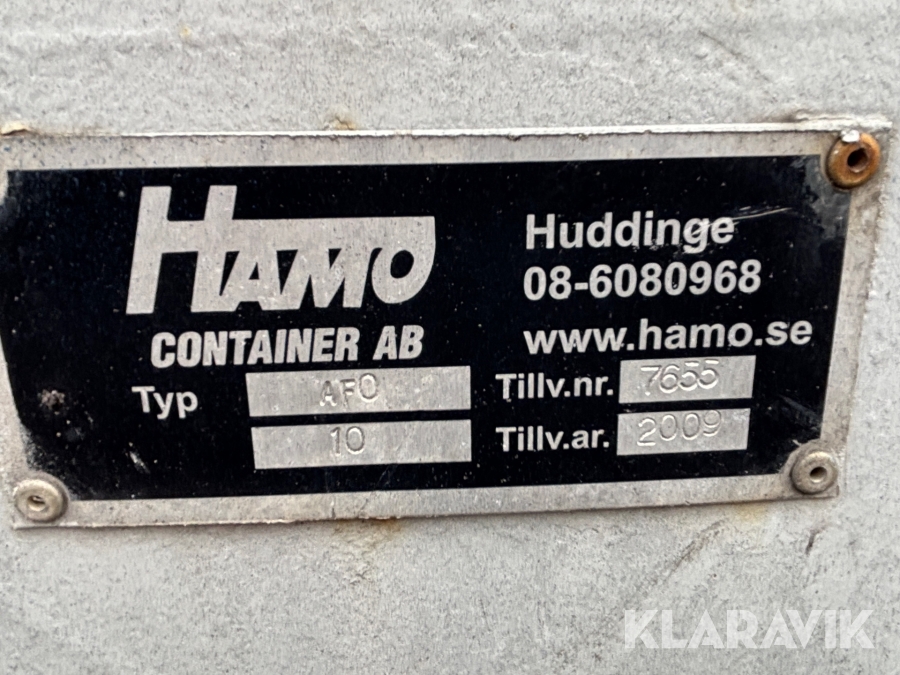 HAMO
CONTAINER AB
Huddinge
08-6080968
www.hamo.se
Typ AFO
10
Tillv.nr. 7655
Tillv.ar. 2009
KLARAVIK